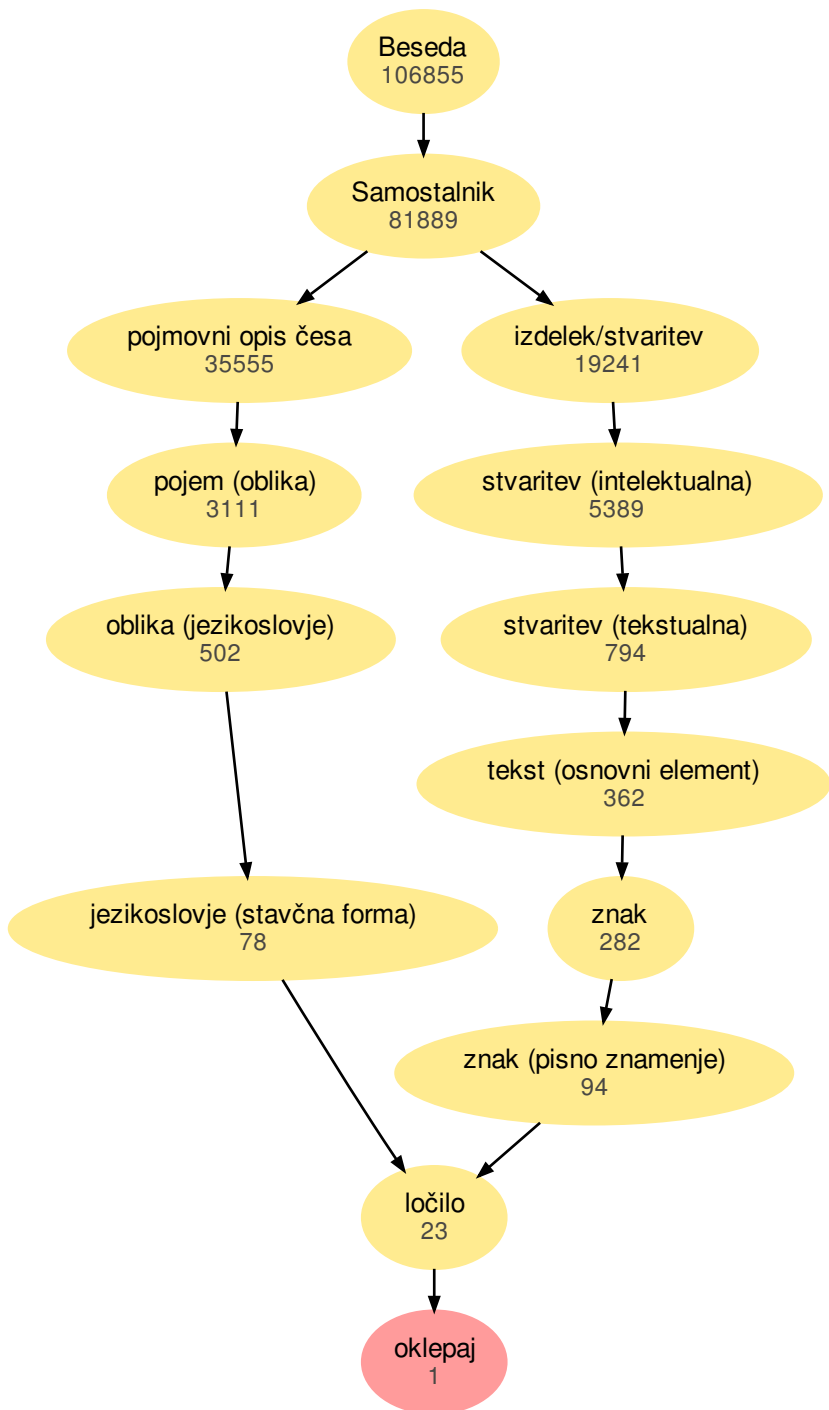 Beseda
106855
Samostalnik
81889
pojmovni opis česa
35555
izdelek/stvaritev
19241
pojem (oblika)
3111
stvaritev (intelektualna)
5389
oblika (jezikoslovje)
502
stvaritev (tekstualna)
794
tekst (osnovni element)
362
jezikoslovje (stavčna forma)
78
znak
282
znak (pisno znamenje)
94
ločilo
23
oklepaj
1